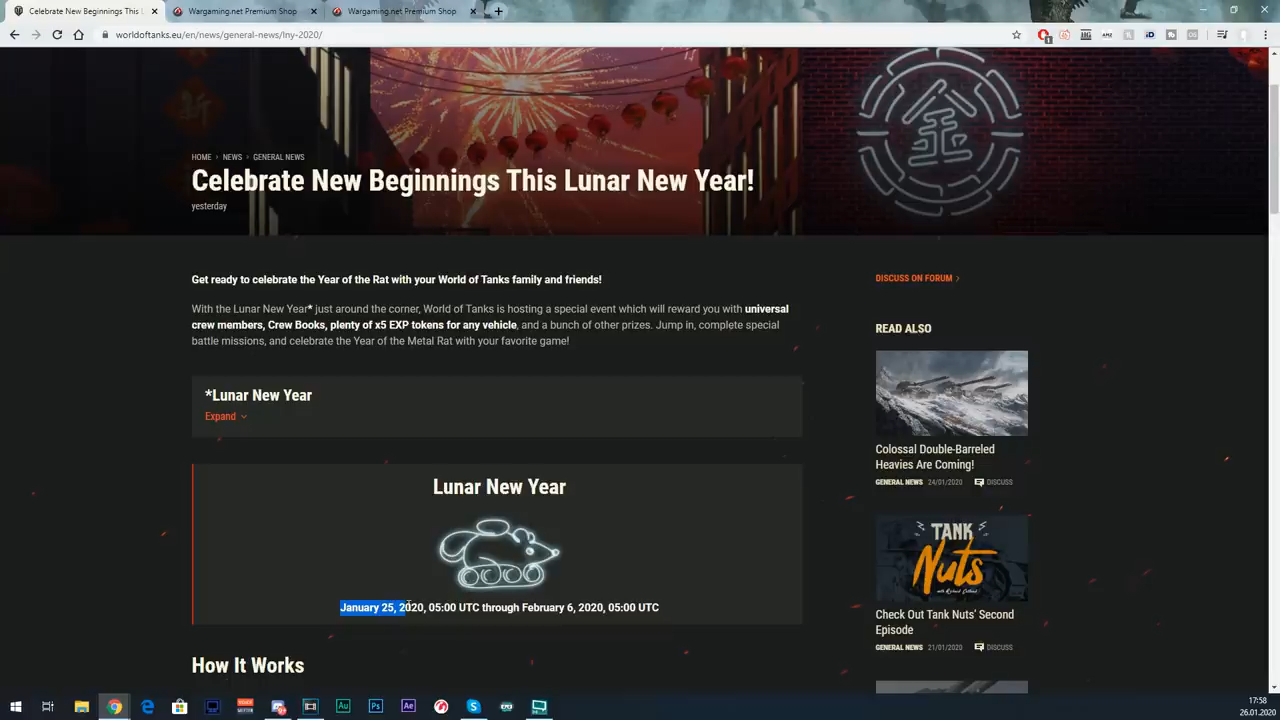 Celebrate New Beginnings This L
Wargaming.net Premium Shop
Wargaming.net Premium Shop
worldoftanks.eu/en/news/general-news/lny-2020/
新
金
HOME › NEWS › GENERAL NEWS
Celebrate New Beginnings This Lunar New Year!
yesterday
Get ready to celebrate the Year of the Rat with your World of Tanks family and friends!
With the Lunar New Year* just around the corner, World of Tanks is hosting a special event which will reward you with universal
crew members, Crew Books, plenty of x5 EXP tokens for any vehicle, and a bunch of other prizes. Jump in, complete special
battle missions, and celebrate the Year of the Metal Rat with your favorite game!
*Lunar New Year
Expand
Lunar New Year
January 25, 2020, 05:00 UTC through February 6, 2020, 05:00 UTC
How It Works
DISCUSS ON FORUM
READ ALSO
Colossal Double-Barreled
Heavies Are Coming!
GENERAL NEWS 24/01/2020 DISCUSS
TANK
Nuts
Check Out Tank Nuts' Second
Episode
GENERAL NEWS 21/01/2020 DISCUSS
Au
Ps
Ae
17:58
26.01.2020